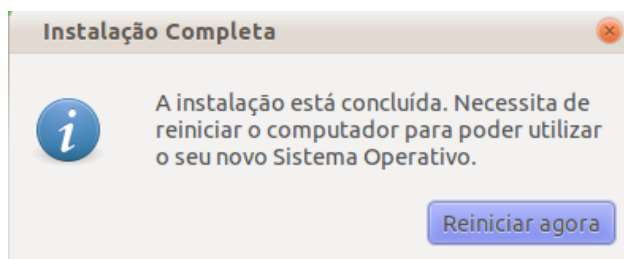 Instalação Completa
A instalação está concluída. Necessita de
reiniciar o computador para poder utilizar
o seu novo Sistema Operativo.
Reiniciar agora